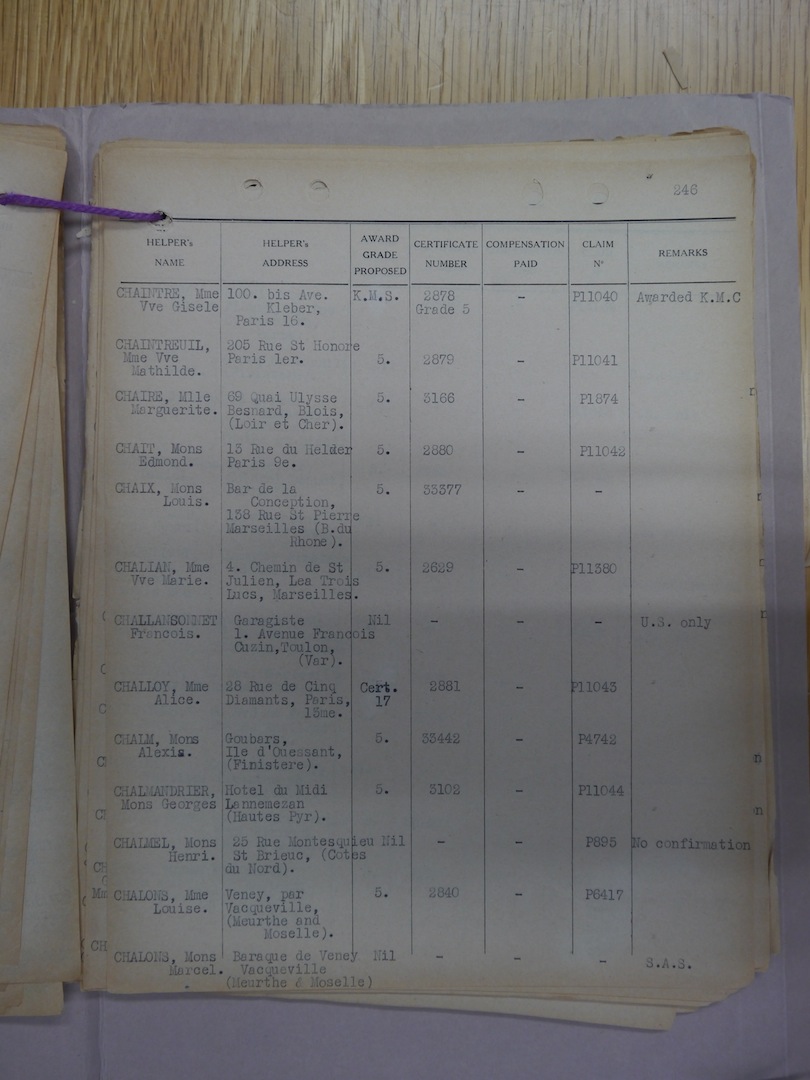 246
HELPER's NAME HELPER's ADDRESS AWARD GRADE PROPOSED CERTIFICATE NUMBER COMPENSATION PAID CLAIM Nº REMARKS
CHAINTRE, Mme 100. bis Ave. K.M.S. 2878 - P11040 Awarded K.M.C
Vve Gisele Kleber, Grade 5
Paris 16.
CHAINTREUIL, 205 Rue St Honore
Mme Vve Paris 1er. 5. 2879 - P11041
Mathilde.
CHAIRE, Mlle 69 Quai Ulysse 5. 3166 - P1874
Marguerite. Besnard, Blois,
(Loir et Cher).
CHAIT, Mons 13 Rue du Helder 5. 2880 - P11042
Edmond. Paris 9e.
CHAIX, Mons Bar de la 5. 33377 - -
Louis. Conception,
138 Rue St Pierre
Marseilles (B.du
Rhone).
CHALIAN, Mme 4. Chemin de St 5. 2629 - P11380
Vve Marie. Julien, Lea Trois
Lucs, Marseilles.
CHALLANSONNET Garagiste Nil - - - U.S. only
Francois. 1. Avenue Francois
Cuzin,Toulon,
(Var).
CHALLOY, Mme 28 Rue de Cinq Cert. 2881 - P11043
Alice. Diamants, Paris, 17
13me.
CHALM, Mons Goubars, 5. 33442 - P4742
Alexis. Ile d'Ouessant,
(Finistere).
CHALMANDRIER, Hotel du Midi 5. 3102 - P11044
Mons Georges Lannemezan
(Hautes Pyr).
CHALMEL, Mons 25 Rue Montesquieu Nil - - P895 No confirmation
Henri. St Brieuc, (Cotes
du Nord).
CHALONS, Mme Veney, par 5. 2840 - P6417
Louise. Vacqueville,
(Meurthe and
Moselle).
CHALONS, Mons Baraque de Veney Nil - - - S.A.S.
Marcel. Vacqueville
(Meurthe & Moselle)